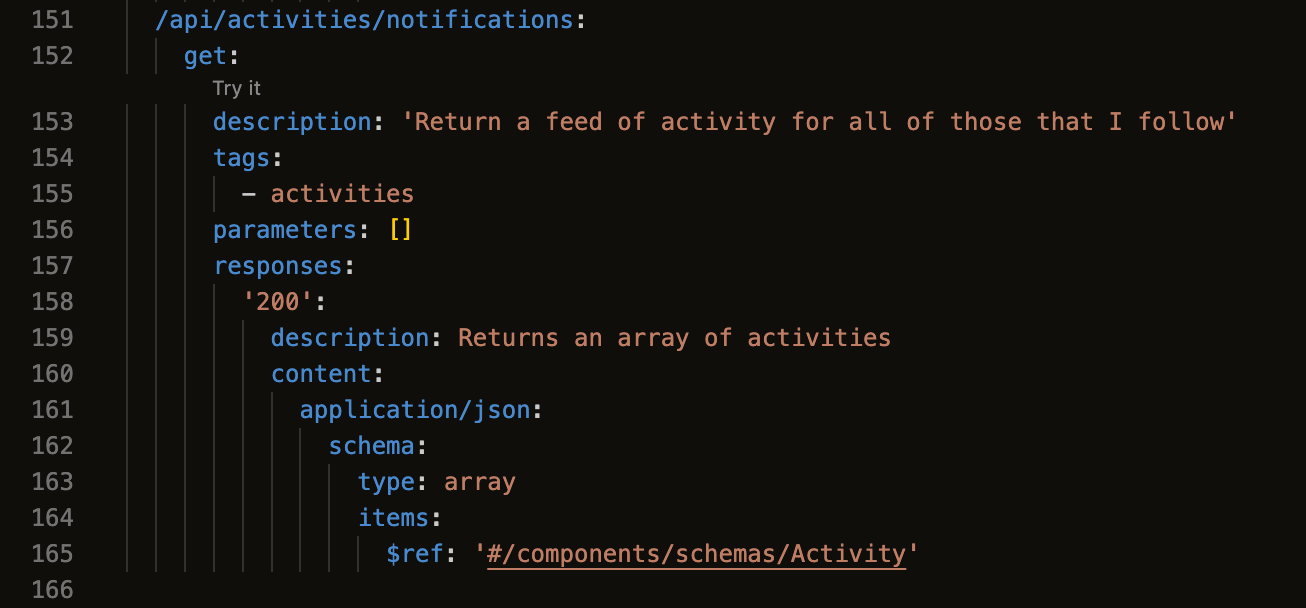 151 /api/activities/notifications:
152 get:
Try it
153 description: 'Return a feed of activity for all of those that I follow'
154 tags:
155 - activities
156 parameters: []
157 responses:
158 '200':
159 description: Returns an array of activities
160 content:
161 application/json:
162 schema:
163 type: array
164 items:
165 $ref: '#/components/schemas/Activity'
166